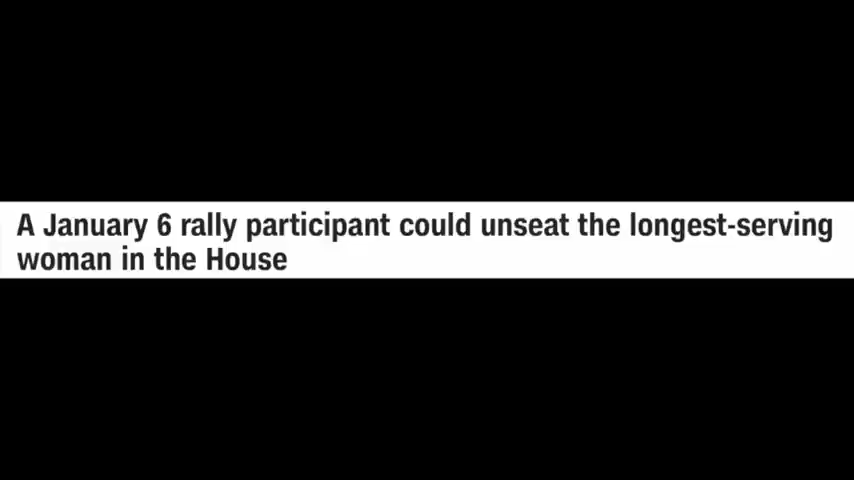 A January 6 rally participant could unseat the longest-serving
woman in the House